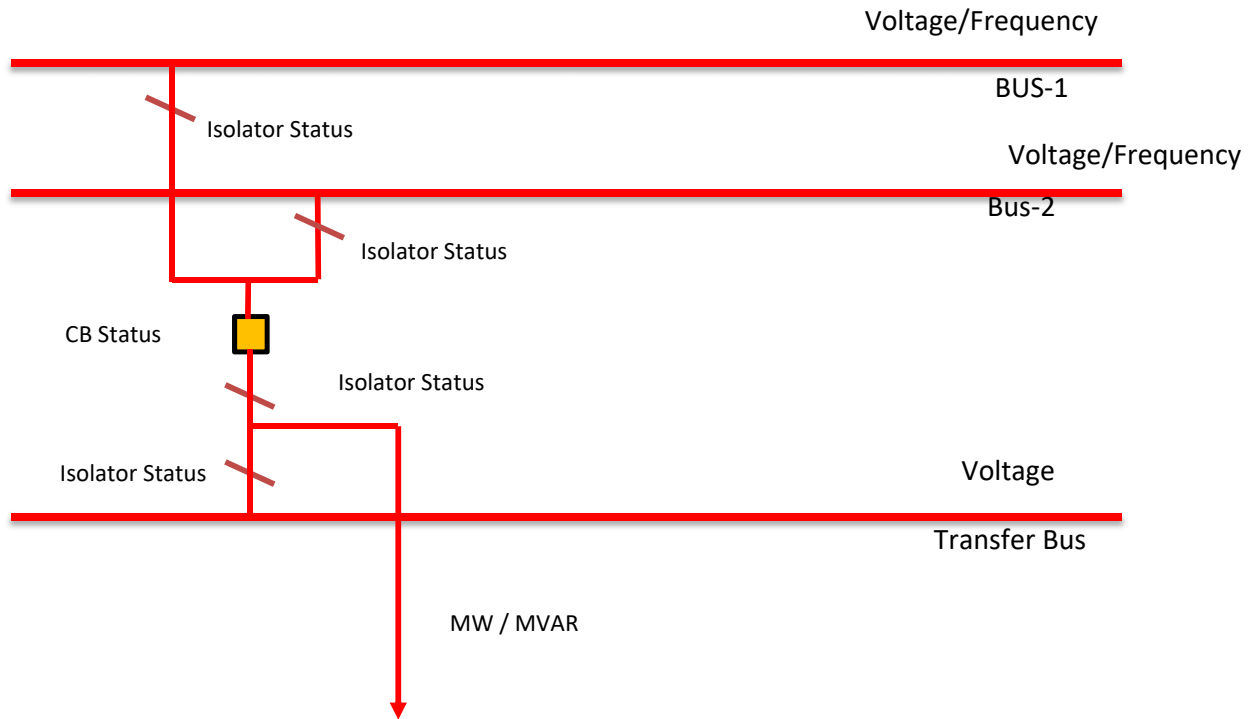 Voltage/Frequency
BUS-1
Isolator Status
Voltage/Frequency
Bus-2
Isolator Status
CB Status
Isolator Status
Isolator Status
Voltage
Transfer Bus
MW / MVAR